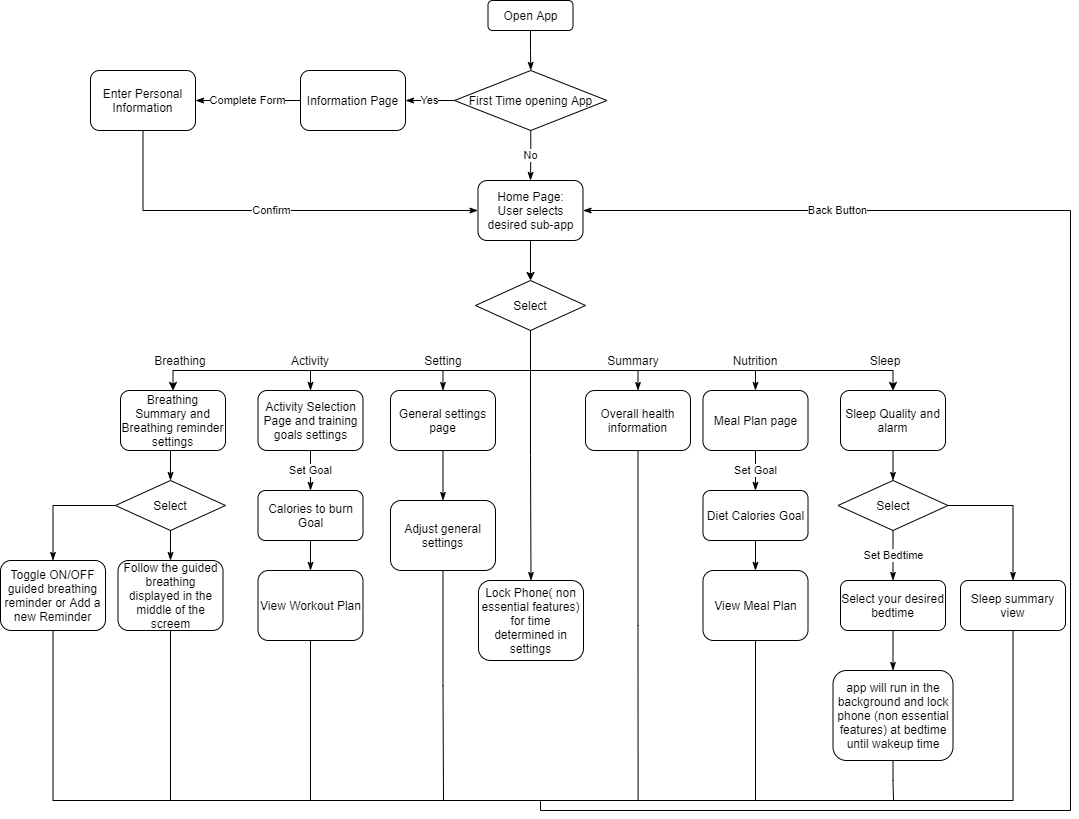 Open App
First Time opening App
Yes
Information Page
Complete Form
Enter Personal
Information
No
Confirm
Home Page:
User selects
desired sub-app
Back Button
Select
Breathing
Activity
Setting
Summary
Nutrition
Sleep
Breathing
Summary and
Breathing reminder
settings
Activity Selection
Page and training
goals settings
General settings
page
Overall health
information
Meal Plan page
Sleep Quality and
alarm
Set Goal
Set Goal
Select
Calories to burn
Goal
Adjust general
settings
Diet Calories Goal
Select
Set Bedtime
Toggle ON/OFF
guided breathing
reminder or Add a
new Reminder
Follow the guided
breathing
displayed in the
middle of the
screem
View Workout Plan
Lock Phone( non
essential features)
for time
determined in
settings
View Meal Plan
Select your desired
bedtime
Sleep summary
view
app will run in the
background and lock
phone (non essential
features) at bedtime
until wakeup time